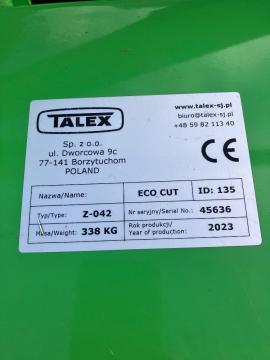 TALEX
Sp. z o.o.
ul. Dworcowa 9c
77-141 Borzytuchom
POLAND
www.talex-sj.pl
biuro@talex-sj.pl
+48 59 82 113 40
CE
Nazwa/Name: ECO CUT ID: 135
Typ/Type: Z-042 Nr seryjny/Serial No.: 45636
Masa/Weight: 338 KG Rok produkcji/
Year of production: 2023